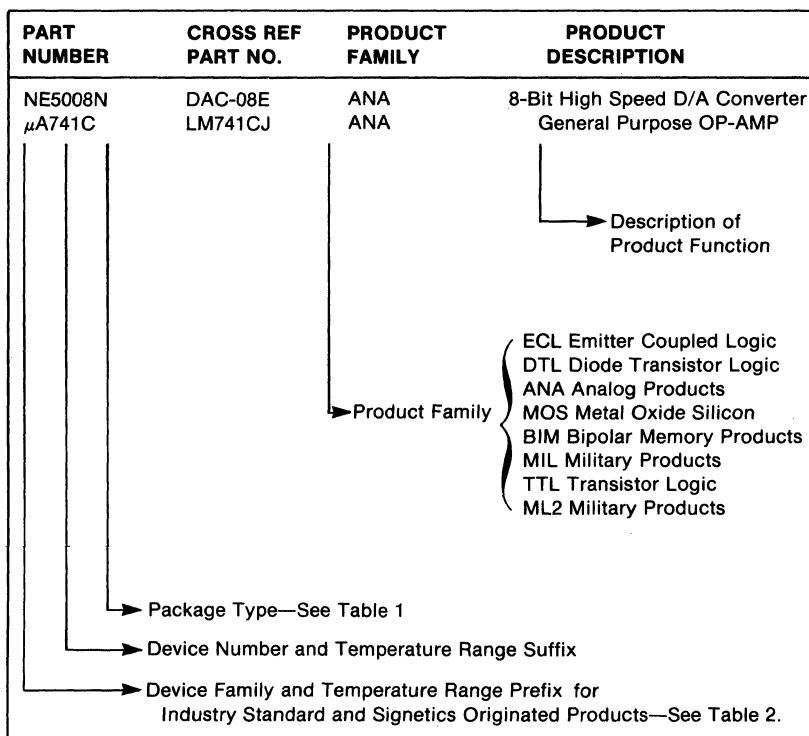 PART NUMBER CROSS REF PART NO. PRODUCT FAMILY PRODUCT DESCRIPTION
NE5008N DAC-08E ANA 8-Bit High Speed D/A Converter
μA741C LM741CJ ANA General Purpose OP-AMP
Description of
Product Function
ECL Emitter Coupled Logic
DTL Diode Transistor Logic
ANA Analog Products
Product Family MOS Metal Oxide Silicon
BIM Bipolar Memory Products
MIL Military Products
TTL Transistor Logic
ML2 Military Products
Package Type—See Table 1
Device Number and Temperature Range Suffix
Device Family and Temperature Range Prefix for
Industry Standard and Signetics Originated Products—See Table 2.